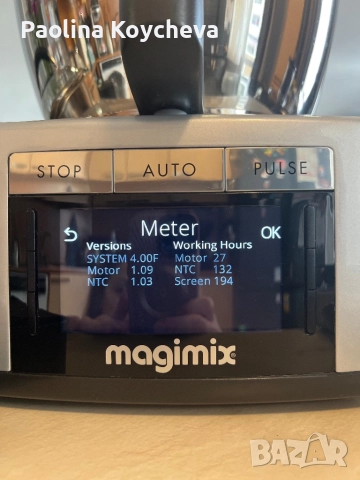 Paolina Koycheva
STOP AUTO PULSE
Meter OK
Versions Working Hours
SYSTEM 4.00F Motor 27
Motor 1.09 NTC 132
NTC 1.03 Screen 194
magimix
BAZAR